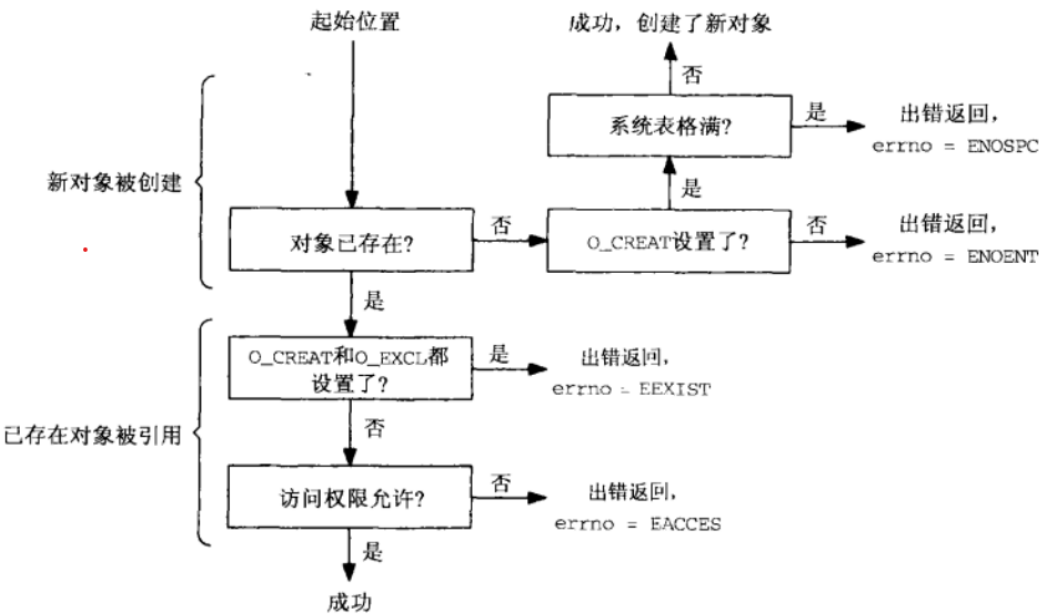 起始位置
成功，创建了新对象
否
系统表格满？
是
出错返回，
errno = ENOSPC
新对象被创建
是
对象已存在？
否
O_CREAT设置了？
否
出错返回，
errno = ENOENT
是
O_CREAT和O_EXCL都
设置了？
是
出错返回，
errno = EEXIST
已存在对象被引用
否
访问权限允许？
否
出错返回，
errno = EACCES
是
成功